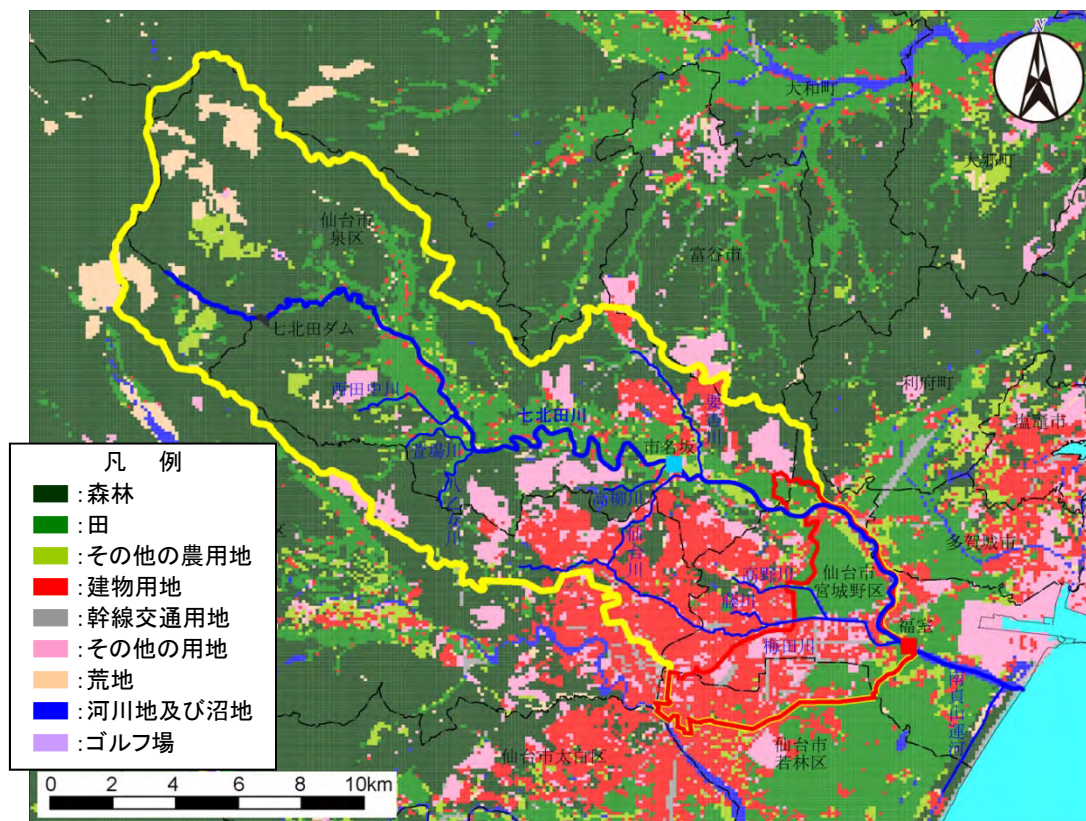 N
大和町
大郷町
仙台市
泉区
富谷市
七北田ダム
利府町
塩竈市
西田中川
七北田川
要害川
市名坂
萱場川
八乙女川
高柳川
仙台川
多賀城市
仙台市
宮城野区
高野川
藤川
福室
梅田川
南貞山運河
仙台市太白区
仙台市
若林区
凡 例
:森林
:田
:その他の農用地
:建物用地
:幹線交通用地
:その他の用地
:荒地
:河川地及び沼地
:ゴルフ場
0 2 4 6 8 10km